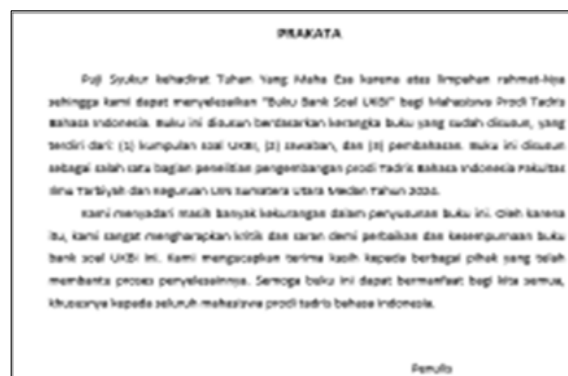 PRAKATA
Puji Syukur kehadirat Tuhan Yang Maha Esa karena atas limpahan rahmat-Nya
sehingga kami dapat menyelesaikan "Buku Bank Soal UKBI" bagi Mahasiswa Prodi Tadris
Bahasa Indonesia. Buku ini disusun berdasarkan kerangka buku yang sudah disusun, yang
terdiri dari: (1) kumpulan soal UKBI, (2) jawaban, dan (3) pembahasan. Buku ini disusun
sebagai salah satu bagian penelitian pengembangan prodi Tadris Bahasa Indonesia Fakultas
Ilmu Tarbiyah dan Keguruan UIN Sumatera Utara Medan Tahun
Kami menyadari masih banyak kekurangan dalam penyusunan buku ini. Oleh karena
itu, kami sangat mengharapkan kritik dan saran demi perbaikan dan kesempurnaan buku
bank soal UKBI ini. Kami mengucapkan terima kasih kepada berbagai pihak yang telah
membantu proses penyelesainnya. Semoga buku ini dapat bermanfaat bagi kita semua,
khususnya kepada seluruh mahasiswa prodi tadris bahasa Indonesia.
Penulis